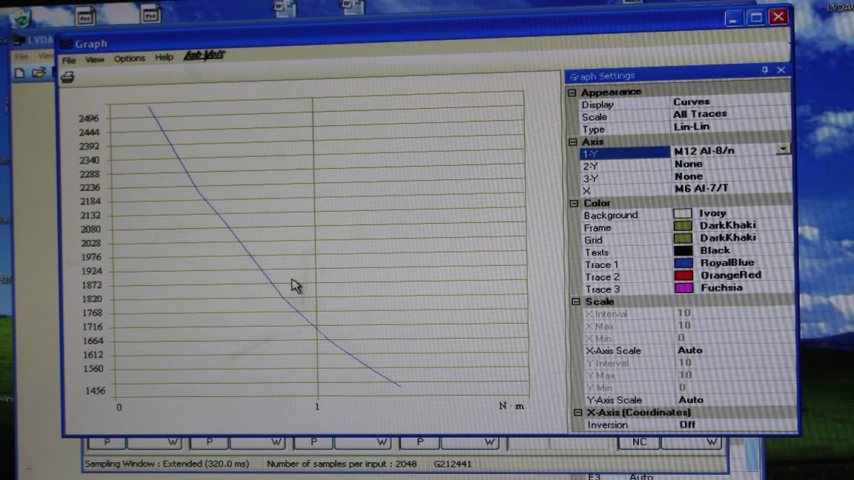 Graph
File View Options Help Lab-Volt
File View
Graph Settings
Appearance
Display Curves
Scale All Traces
Type Lin-Lin
Axis
1-Y M12 AI-8/n
2-Y None
3-Y None
X M6 AI-7/T
Color
Background Ivory
Frame DarkKhaki
Grid DarkKhaki
Texts Black
Trace 1 RoyalBlue
Trace 2 OrangeRed
Trace 3 Fuchsia
Scale
X Interval 10
X Max 10
X Min 0
X-Axis Scale Auto
Y Interval 10
Y Max 10
Y Min 0
Y-Axis Scale Auto
X-Axis (Coordinates)
Inversion Off
2496
2444
2392
2340
2288
2236
2184
2132
2080
2028
1976
1924
1872
1820
1768
1716
1664
1612
1560
1456
0 1 N · m
P W P W P W P W NC W
Sampling Window : Extended (320.0 ms) Number of samples per input : 2048 G212441
E3 Auto